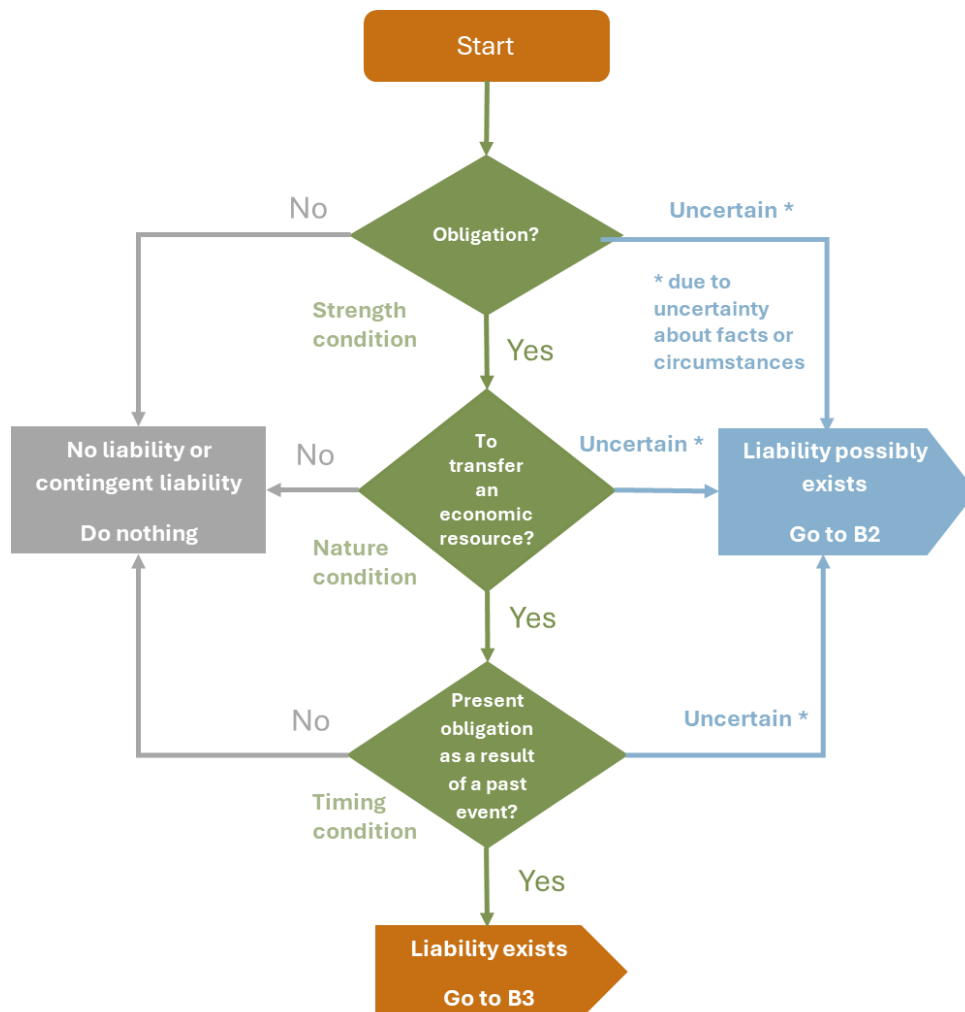 Start
No
Uncertain *
Obligation?
* due to
uncertainty
about facts or
circumstances
Strength
condition
Yes
No liability or
contingent liability
Do nothing
No
To
transfer
an
economic
resource?
Uncertain *
Liability possibly
exists
Go to B2
Nature
condition
Yes
No
Present
obligation
as a result
of a past
event?
Uncertain *
Timing
condition
Yes
Liability exists
Go to B3